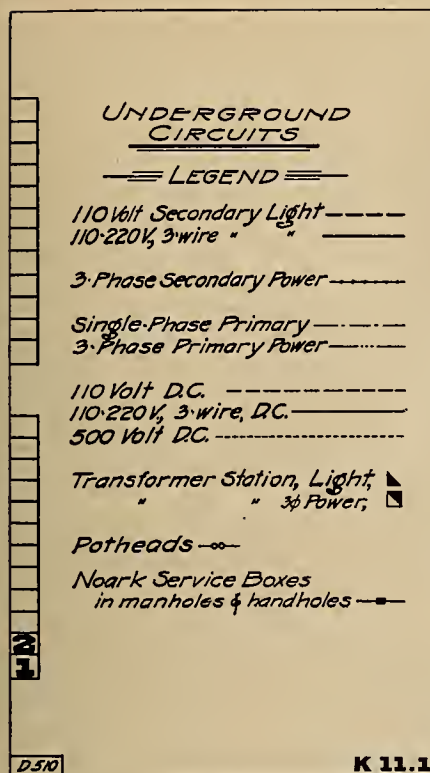 UNDERGROUND
CIRCUITS
LEGEND
110 Volt Secondary Light
110-220V., 3-wire " "
3-Phase Secondary Power
Single-Phase Primary
3-Phase Primary Power
110 Volt D.C.
110-220V., 3-wire, D.C.
500 Volt D.C.
Transformer Station, Light,
" " 3ϕ Power,
Potheads
Noark Service Boxes
in manholes & handholes
2
1
D510
K 11.1